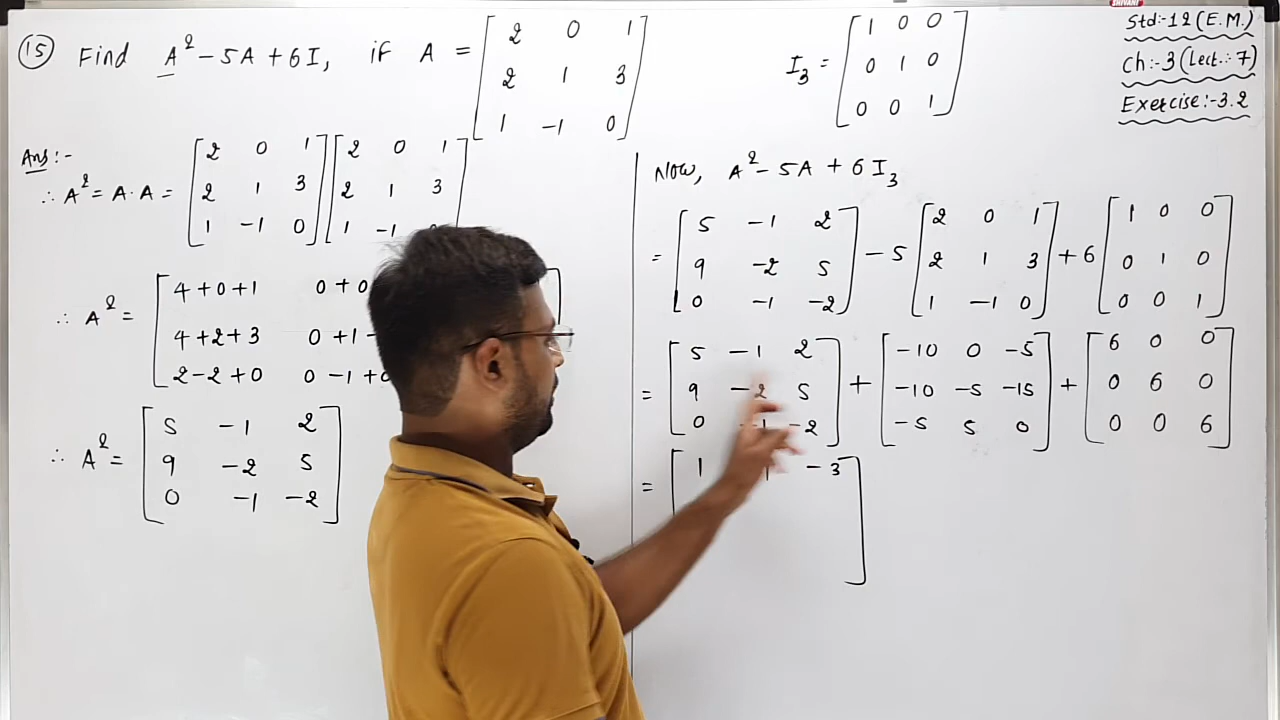 SHIVANI
Std:-12 (E.M.)
Ch:-3 (Lect.:7)
Exercise:-3.2
(15) Find A² - 5A + 6I, if A = [2 0 1
2 1 3
1 -1 0]
I₃ = [1 0 0
0 1 0
0 0 1]
Ans:-
∴ A² = A·A = [2 0 1 ] [2 0 1
2 1 3 2 1 3
1 -1 0] [1 -1
∴ A² = [4+0+1 0+0
4+2+3 0+1
2-2+0 0-1+0
∴ A² = [5 -1 2
9 -2 5
0 -1 -2]
Now, A² - 5A + 6I₃
= [5 -1 2] - 5 [2 0 1] + 6 [1 0 0]
9 -2 5 2 1 3 0 1 0
0 -1 -2 1 -1 0 0 0 1
= [5 -1 2] + [-10 0 -5] + [6 0 0]
9 -2 5 -10 -5 -15 0 6 0
0 -1 -2 -5 5 0 0 0 6
= [1 -1 -3]